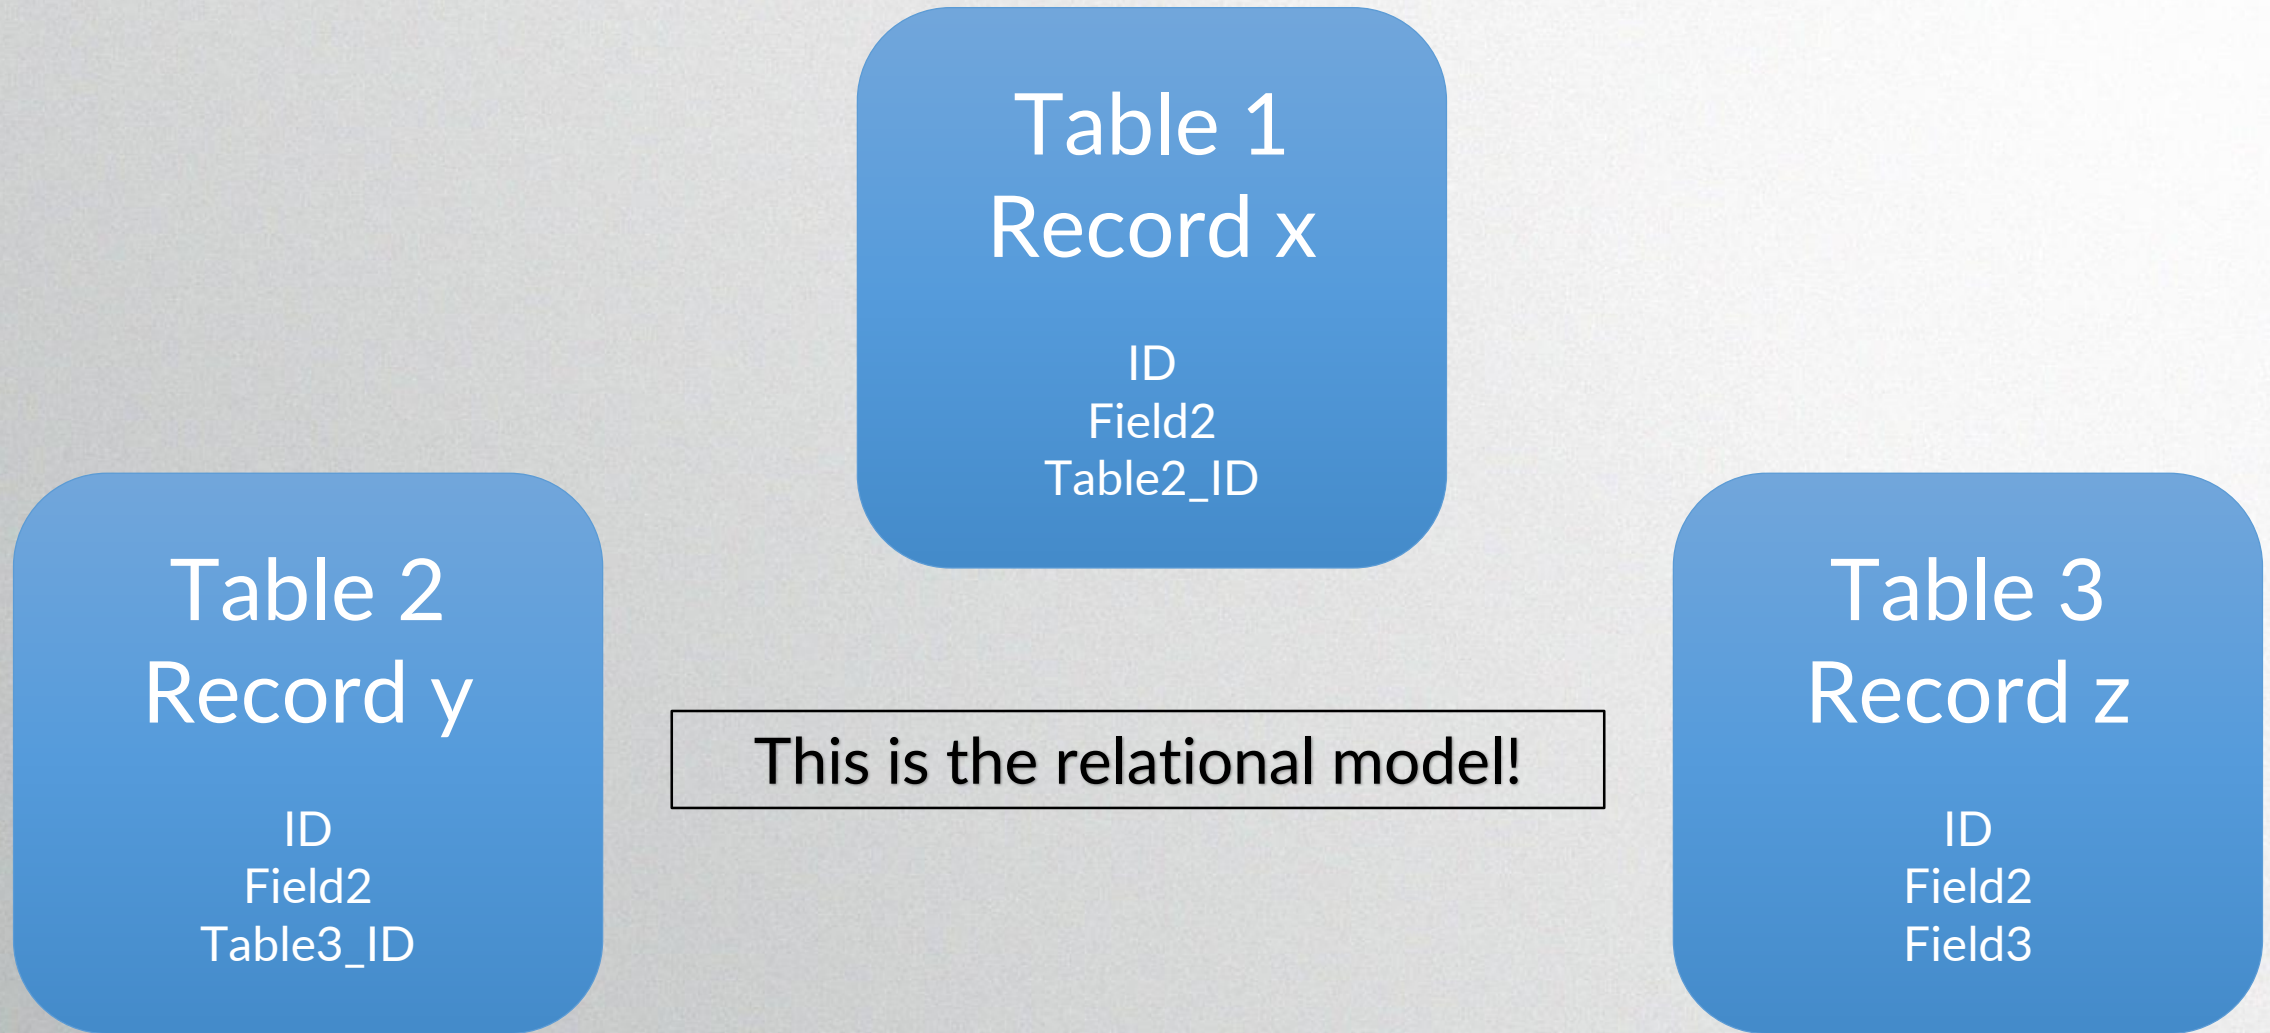 Table 1
Record x
ID
Field2
Table2_ID
Table 2
Record y
ID
Field2
Table3_ID
This is the relational model!
Table 3
Record z
ID
Field2
Field3